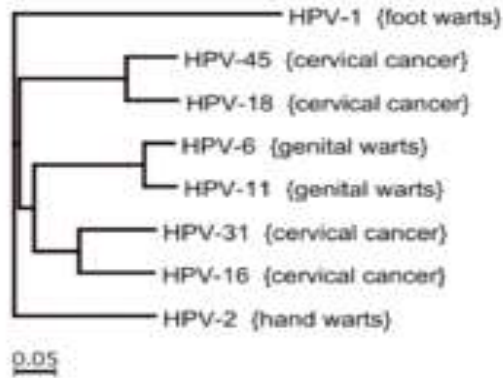 HPV-1 {foot warts}
HPV-45 {cervical cancer}
HPV-18 {cervical cancer}
HPV-6 {genital warts}
HPV-11 {genital warts}
HPV-31 {cervical cancer}
HPV-16 {cervical cancer}
HPV-2 {hand warts}
0.05